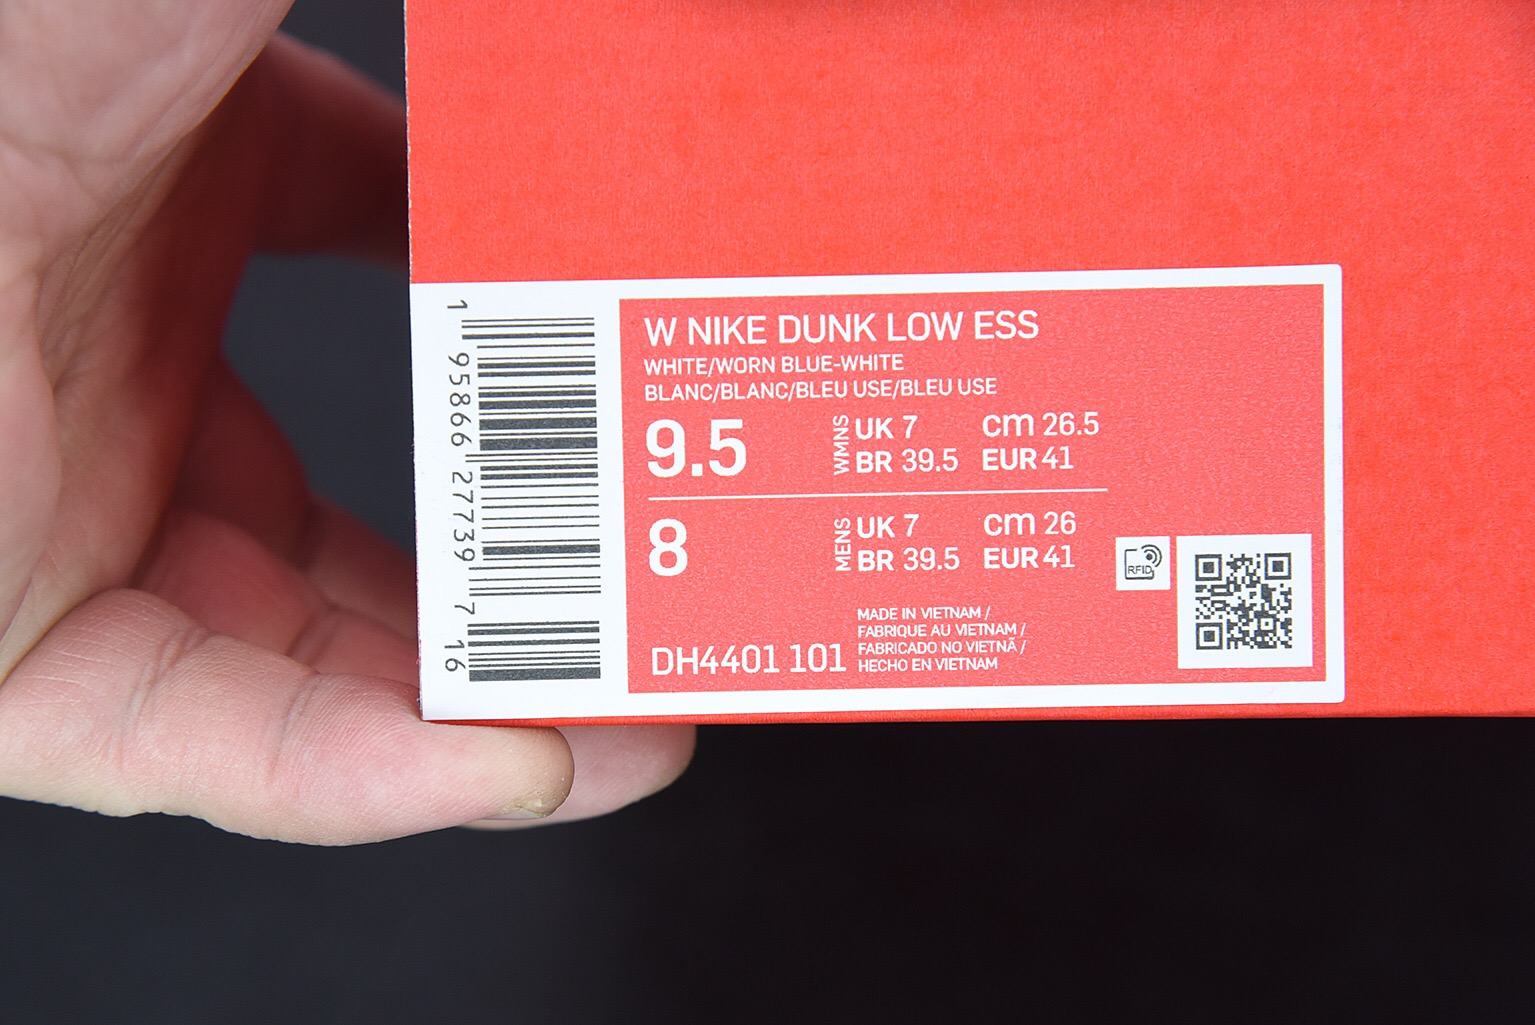 1 95866 27739 7 16
W NIKE DUNK LOW ESS
WHITE/WORN BLUE-WHITE
BLANC/BLANC/BLEU USE/BLEU USE
9.5 WMNS UK 7 cm 26.5
BR 39.5 EUR 41
8 MENS UK 7 cm 26
BR 39.5 EUR 41
RFID
DH4401 101
MADE IN VIETNAM /
FABRIQUE AU VIETNAM /
FABRICADO NO VIETNÃ /
HECHO EN VIETNAM